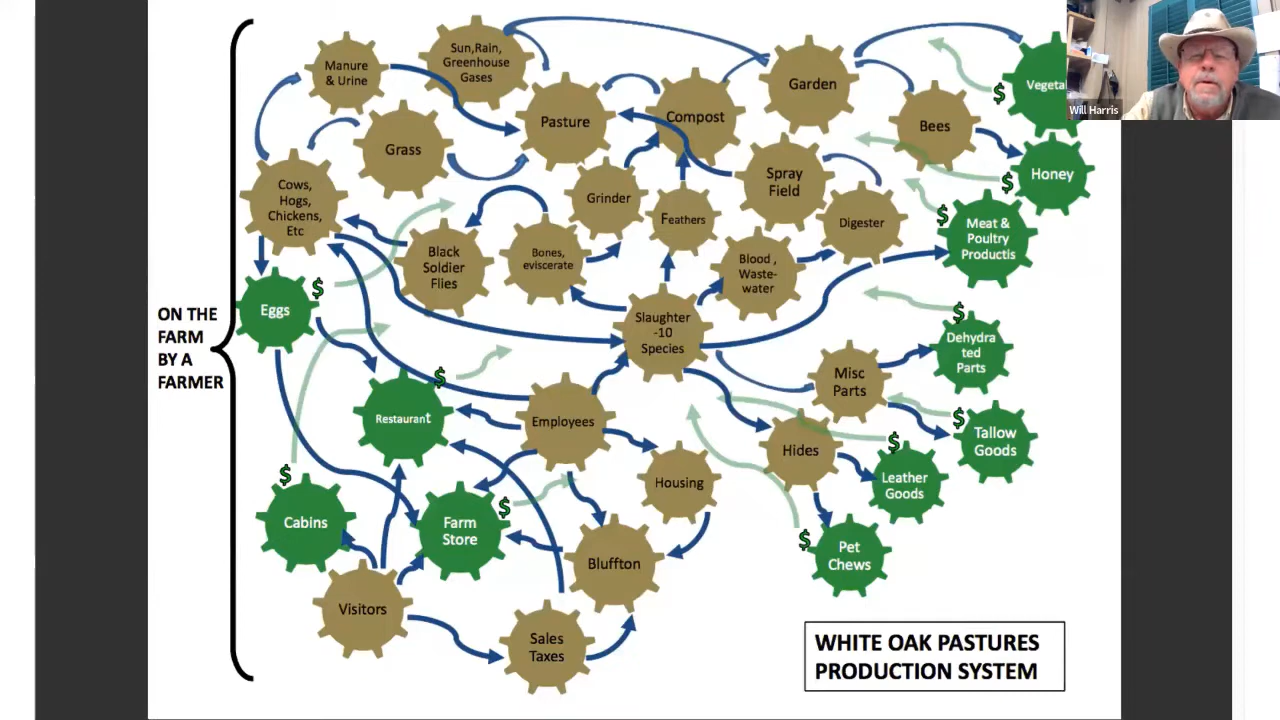 Sun,Rain,
Greenhouse
Gases
Manure
& Urine
Garden
Will Harris
$
Pasture
Compost
Bees
Grass
Honey
$
Spray
Field
Cows,
Hogs,
Chickens,
Etc
Grinder
Feathers
Digester
$
Meat &
Poultry
Productis
Black
Soldier
Flies
Bones,
eviscerate
Blood ,
Waste-
water
$
Eggs
ON THE
FARM
BY A
FARMER
Slaughter
-10
Species
$
Dehydra
ted
Parts
$
Restaurant
Employees
Misc
Parts
$
Tallow
Goods
Hides
$
Leather
Goods
Housing
$
Cabins
$
Farm
Store
Bluffton
$
Pet
Chews
Visitors
Sales
Taxes
WHITE OAK PASTURES
PRODUCTION SYSTEM